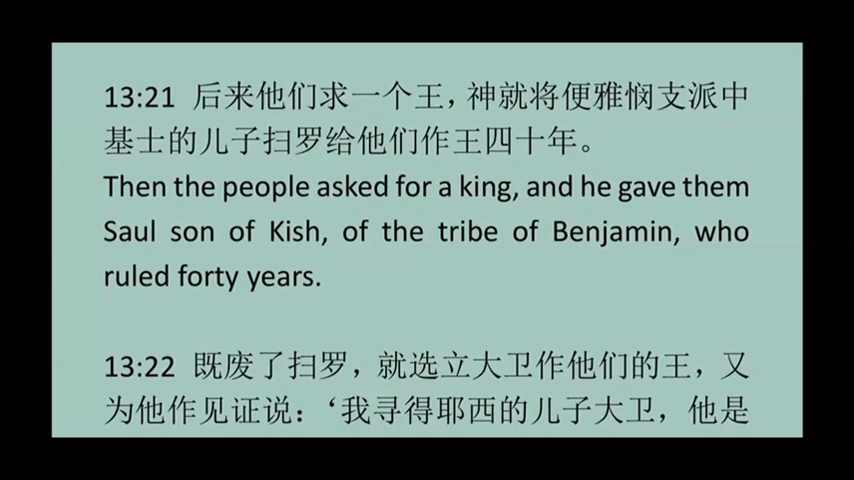 13:21 后来他们求一个王，神就将便雅悯支派中
基士的儿子扫罗给他们作王四十年。
Then the people asked for a king, and he gave them
Saul son of Kish, of the tribe of Benjamin, who
ruled forty years.
13:22 既废了扫罗，就选立大卫作他们的王，又
为他作见证说：‘我寻得耶西的儿子大卫，他是